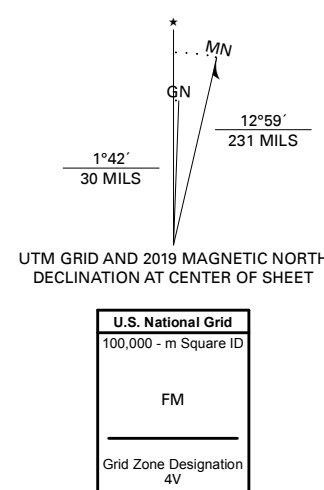 ★
MN
GN
12°59´
231 MILS
1°42´
30 MILS
UTM GRID AND 2019 MAGNETIC NORTH
DECLINATION AT CENTER OF SHEET
U.S. National Grid
100,000 - m Square ID
FM
Grid Zone Designation
4V